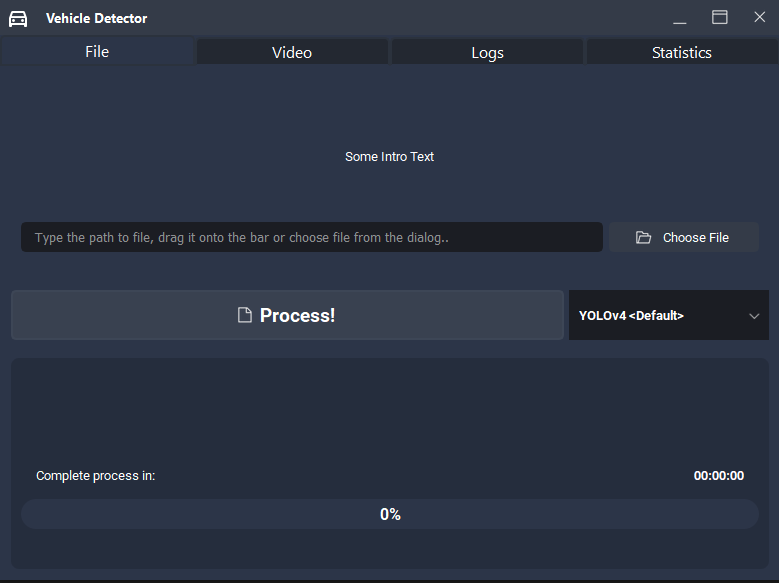 Vehicle Detector
File
Video
Logs
Statistics
Some Intro Text
Type the path to file, drag it onto the bar or choose file from the dialog..
Choose File
Process!
YOLOv4 <Default>
Complete process in:
00:00:00
0%